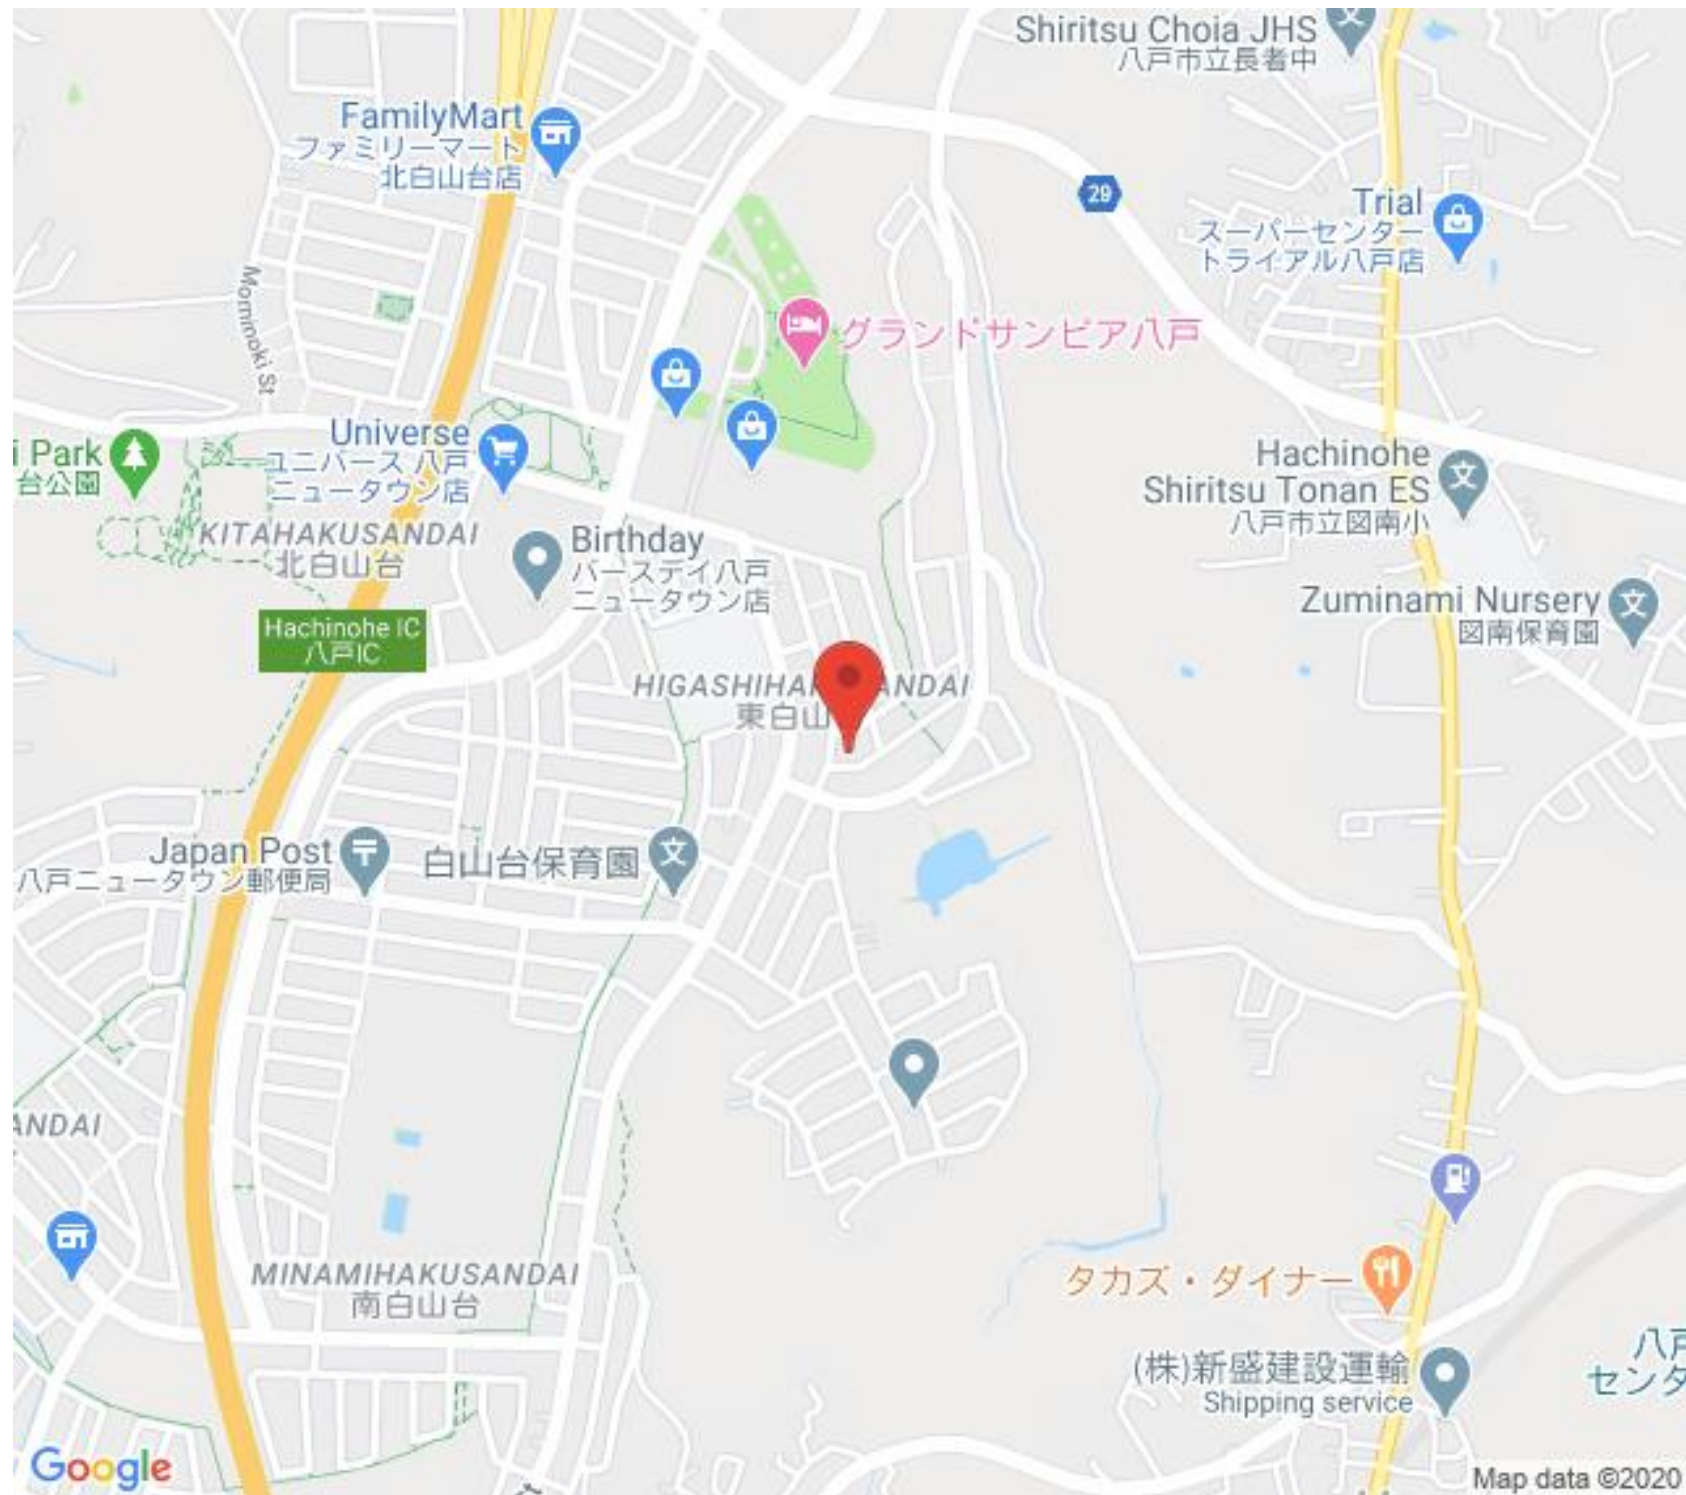 Shiritsu Choia JHS
八戸市立長者中
FamilyMart
ファミリーマート
北白山台店
29
Trial
スーパーセンター
トライアル八戸店
Mominoki St
グランドサンピア八戸
Universe
ユニバース 八戸
ニュータウン店
i Park
台公園
Hachinohe
Shiritsu Tonan ES
八戸市立図南小
KITAHAKUSANDAI
北白山台
Birthday
バースデイ八戸
ニュータウン店
Zuminami Nursery
図南保育園
Hachinohe IC
八戸IC
HIGASHIHA
ANDAI
東白山
Japan Post
八戸ニュータウン郵便局
白山台保育園
ANDAI
MINAMIHAKUSANDAI
南白山台
タカズ・ダイナー
(株)新盛建設運輸
Shipping service
八戸
センタ
Google
Map data ©2020